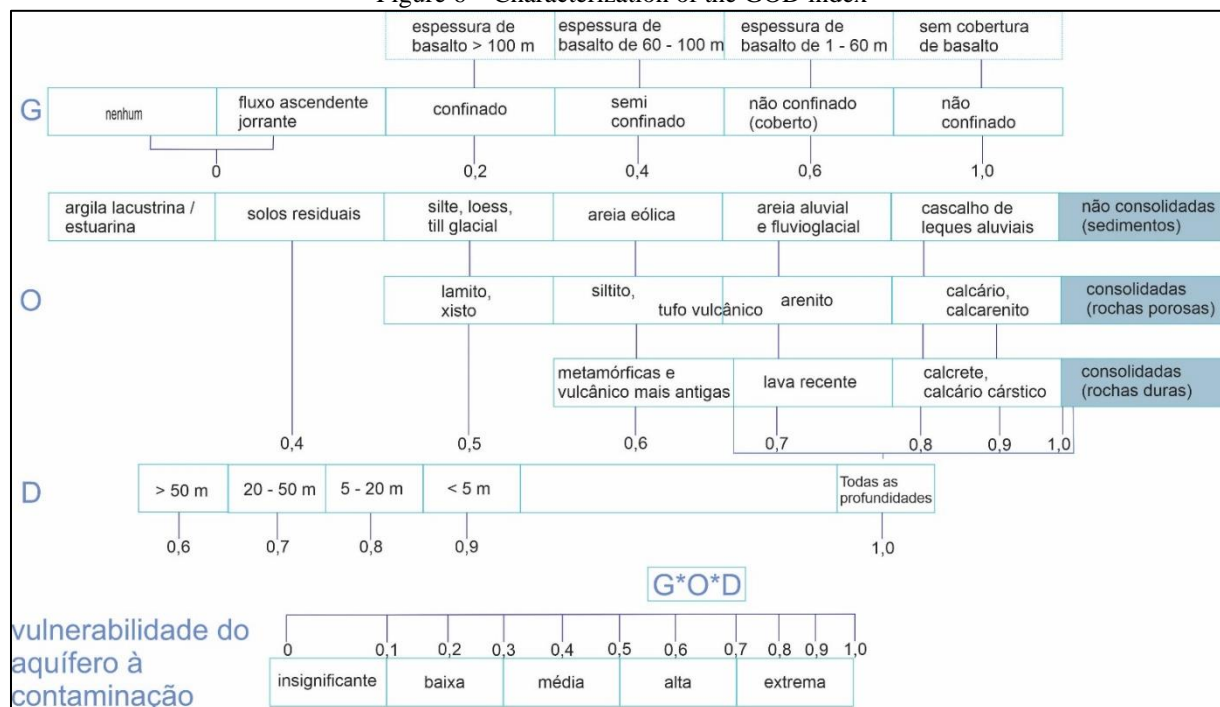 Figure 6 – Characterization of the GOD index
espessura de
basalto > 100 m
espessura de
basalto de 60 - 100 m
espessura de
basalto de 1 - 60 m
sem cobertura
de basalto
G
nenhum
fluxo ascendente
jorrante
confinado
semi
confinado
não confinado
(coberto)
não
confinado
0
0,2
0,4
0,6
1,0
argila lacustrina /
estuarina
solos residuais
silte, loess,
till glacial
areia eólica
areia aluvial
e fluvioglacial
cascalho de
leques aluviais
não consolidadas
(sedimentos)
O
lamito,
xisto
siltito,
tufo vulcânico
arenito
calcário,
calcarenito
consolidadas
(rochas porosas)
metamórficas e
vulcânico mais antigas
lava recente
calcrete,
calcário cárstico
consolidadas
(rochas duras)
0,4
0,5
0,6
0,7
0,8
0,9
1,0
D
> 50 m
20 - 50 m
5 - 20 m
< 5 m
Todas as
profundidades
0,6
0,7
0,8
0,9
1,0
G*O*D
vulnerabilidade do
aquífero à
contaminação
0
0,1
0,2
0,3
0,4
0,5
0,6
0,7
0,8
0,9
1,0
insignificante
baixa
média
alta
extrema